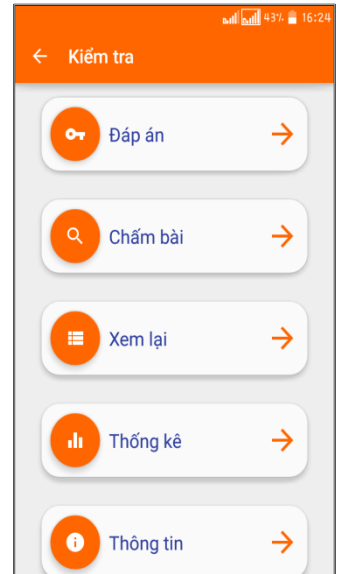 43% 16:24
Kiểm tra
Đáp án
Chấm bài
Xem lại
Thống kê
Thông tin